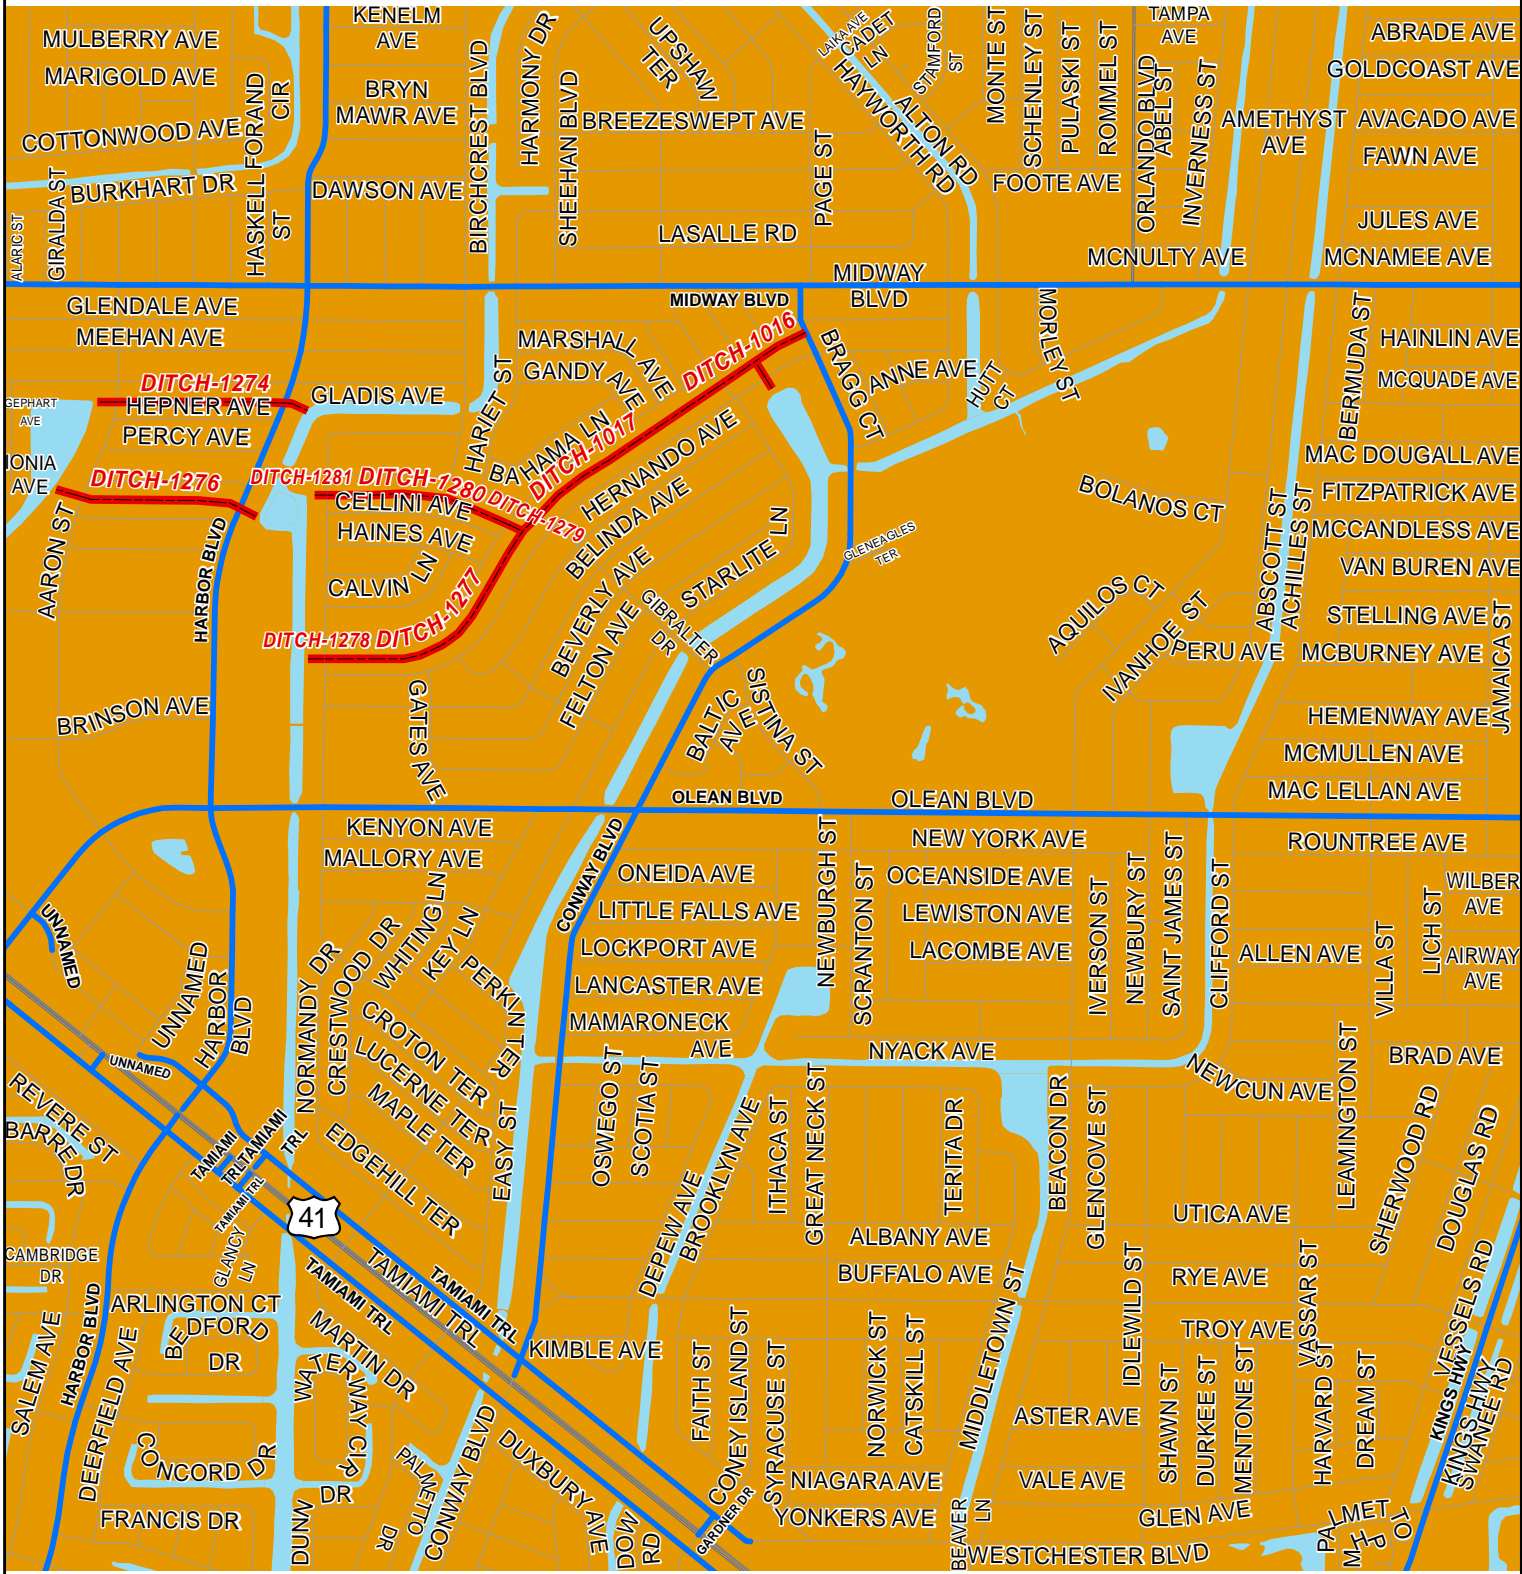 KENELM
AVE
MULBERRY AVE
MARIGOLD AVE
BRYN
MAWR AVE
COTTONWOOD AVE
FORAND
CIR
BURKHART DR
DAWSON AVE
HASKELL
ST
GIRALDA ST
ALARIC ST
BIRCHCREST BLVD
HARMONY DR
SHEEHAN BLVD
UPSHAW
TER
BREEZESWEPT AVE
PAGE ST
LASALLE RD
LAIKA AVE
CADET
LN
STAMFORD
ST
HAYWORTH RD
ALTON RD
MONTE ST
SCHENLEY ST
PULASKI ST
ROMMEL ST
FOOTE AVE
TAMPA
AVE
ORLANDO BLVD
ABEL ST
INVERNESS ST
AMETHYST
AVE
ABRADE AVE
GOLDCOAST AVE
AVACADO AVE
FAWN AVE
JULES AVE
MCNULTY AVE
MCNAMEE AVE
MIDWAY
BLVD
MIDWAY BLVD
GLENDALE AVE
MEEHAN AVE
DITCH-1274
HEPNER AVE
PERCY AVE
GEPHART
AVE
IONIA
AVE
DITCH-1276
AARON ST
HARBOR BLVD
GLADIS AVE
HARIET ST
MARSHALL AVE
GANDY AVE
BAHAMA LN
DITCH-1016
DITCH-1017
DITCH-1281
DITCH-1280
DITCH-1279
CELLINI AVE
HAINES AVE
CALVIN LN
DITCH-1278
DITCH-1277
HERNANDO AVE
BELINDA AVE
BEVERLY AVE
FELTON AVE
STARLITE LN
GIBRALTER
DR
BRAGG CT
ANNE AVE
HUTT
CT
MORLEY ST
GLENEAGLES
TER
BERMUDA ST
HAINLIN AVE
MCQUADE AVE
MAC DOUGALL AVE
FITZPATRICK AVE
MCCANDLESS AVE
VAN BUREN AVE
STELLING AVE
MCBURNEY AVE
JAMAICA ST
BOLANOS CT
ABSCOTT ST
ACHILLES ST
AQUILOS CT
IVANHOE ST
PERU AVE
HEMENWAY AVE
MCMULLEN AVE
MAC LELLAN AVE
BRINSON AVE
GATES AVE
BALTIC
AVE
SISTINA ST
OLEAN BLVD
OLEAN BLVD
KENYON AVE
MALLORY AVE
WHITING LN
KEY LN
CONWAY BLVD
ONEIDA AVE
LITTLE FALLS AVE
LOCKPORT AVE
LANCASTER AVE
MAMARONECK
AVE
NEWBURGH ST
SCRANTON ST
NEW YORK AVE
OCEANSIDE AVE
LEWISTON AVE
LACOMBE AVE
IVERSON ST
NEWBURY ST
SAINT JAMES ST
CLIFFORD ST
ROUNTREE AVE
WILBER
AVE
ALLEN AVE
VILLA ST
LICH ST
AIRWAY
AVE
UNNAMED
UNNAMED
HARBOR
BLVD
UNNAMED
NORMANDY DR
CRESTWOOD DR
PERKIN TER
CROTON TER
LUCERNE TER
MAPLE TER
EDGEHILL TER
EASY ST
OSWEGO ST
SCOTIA ST
NYACK AVE
NEWCUN AVE
BRAD AVE
LEAMINGTON ST
SHERWOOD RD
DOUGLAS RD
REVERE ST
BARRE DR
TAMIAMI
TRL
TAMIAMI
TRL
TAMIAMI TRL
41
GLANCY
LN
CAMBRIDGE
DR
HARBOR BLVD
SALEM AVE
DEERFIELD AVE
ARLINGTON CT
BEDFORD
DR
TAMIAMI TRL
TAMIAMI TRL
TAMIAMI TRL
MARTIN DR
WATERWAY CIR
CONCORD DR
FRANCIS DR
DUNN
DR
PALMETTO
DR
CONWAY BLVD
DUXBURY
AVE
DOW
RD
KIMBLE AVE
DEPEW AVE
BROOKLYN AVE
ITHACA ST
GREAT NECK ST
TERITA DR
BEACON DR
GLENCOVE ST
ALBANY AVE
BUFFALO AVE
UTICA AVE
RYE AVE
TROY AVE
IDLEWILD ST
VASSAR ST
VESSELS RD
KINGS HWY
KINGS HWY
SWANEE RD
FAITH ST
CONEY ISLAND ST
SYRACUSE ST
NORWICK ST
CATSKILL ST
MIDDLETOWN ST
ASTER AVE
SHAWN ST
DURKEE ST
MENTONE ST
HARVARD ST
DREAM ST
NIAGARA AVE
YONKERS AVE
GARDNER DR
VALE AVE
GLEN AVE
BEAVER
LN
WESTCHESTER BLVD
PALMETTO